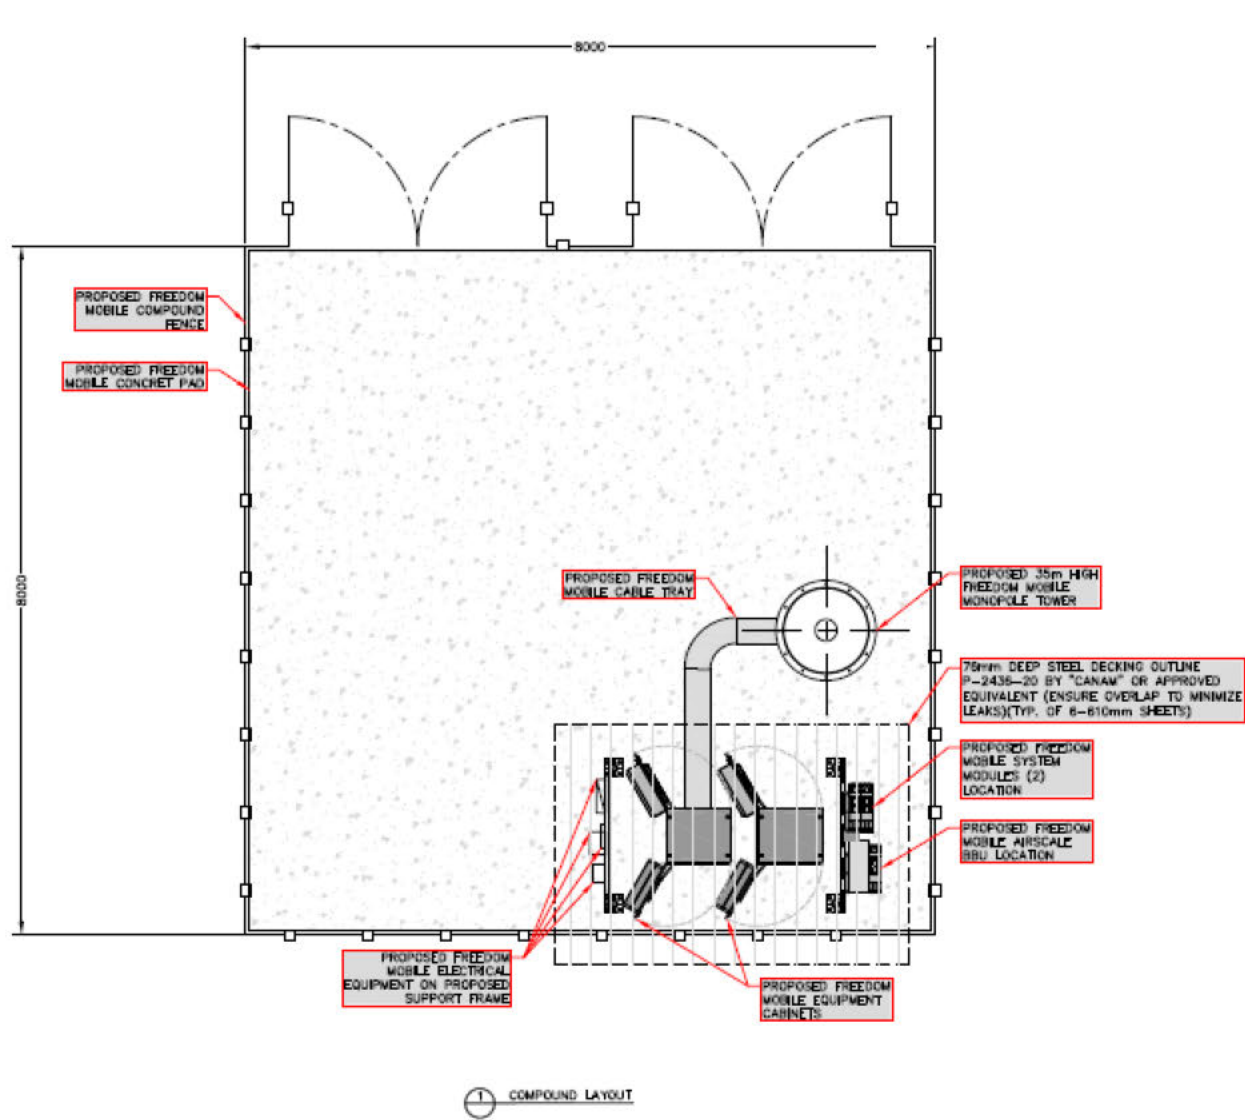 8000
PROPOSED FREEDOM
MOBILE COMPOUND
FENCE
PROPOSED FREEDOM
MOBILE CONCRET PAD
8000
PROPOSED FREEDOM
MOBILE CABLE TRAY
PROPOSED 35m HIGH
FREEDOM MOBILE
MONOPOLE TOWER
76mm DEEP STEEL DECKING OUTLINE
P-2436-20 BY "CANAM" OR APPROVED
EQUIVALENT (ENSURE OVERLAP TO MINIMIZE
LEAKS)(TYP. OF 6-610mm SHEETS)
PROPOSED FREEDOM
MOBILE SYSTEM
MODULES (2)
LOCATION
PROPOSED FREEDOM
MOBILE AIRSCALE
BBU LOCATION
PROPOSED FREEDOM
MOBILE ELECTRICAL
EQUIPMENT ON PROPOSED
SUPPORT FRAME
PROPOSED FREEDOM
MOBILE EQUIPMENT
CABINETS
1 COMPOUND LAYOUT